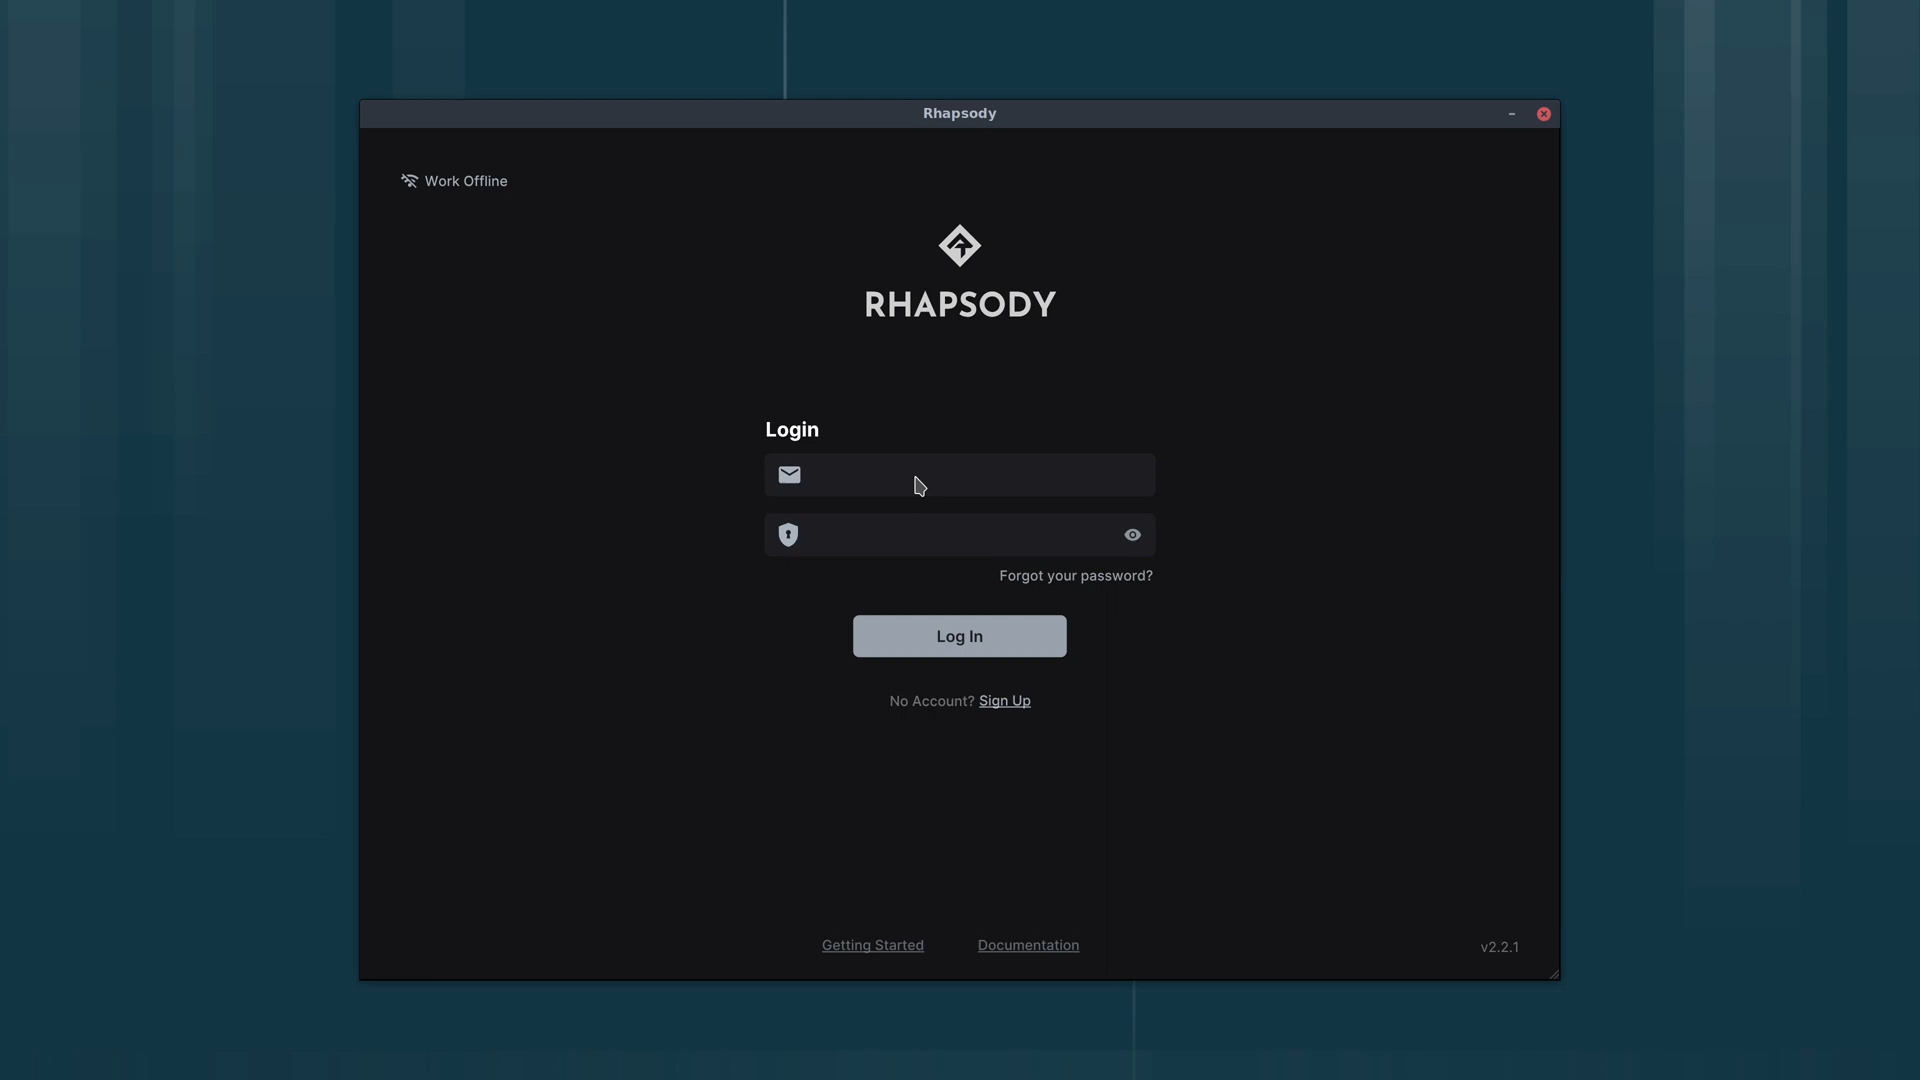 Rhapsody
Work Offline
RHAPSODY
Login
Forgot your password?
Log In
No Account? Sign Up
Getting Started
Documentation
v2.2.1